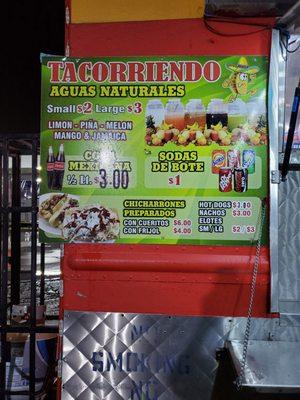 TACORRIENDO
AGUAS NATURALES
Small $2 Large $3
LIMON - PIÑA - MELON
MANGO & JAMAICA
COCA
MEXICANA
½ Lt. $3.00
SODAS
DE BOTE
$1
CHICHARRONES
PREPARADOS
CON CUERITOS $6.00
CON FRIJOL $4.00
HOT DOGS
NACHOS $3.00
ELOTES
SM/LG $2/$3
NO
SMOKING
NO